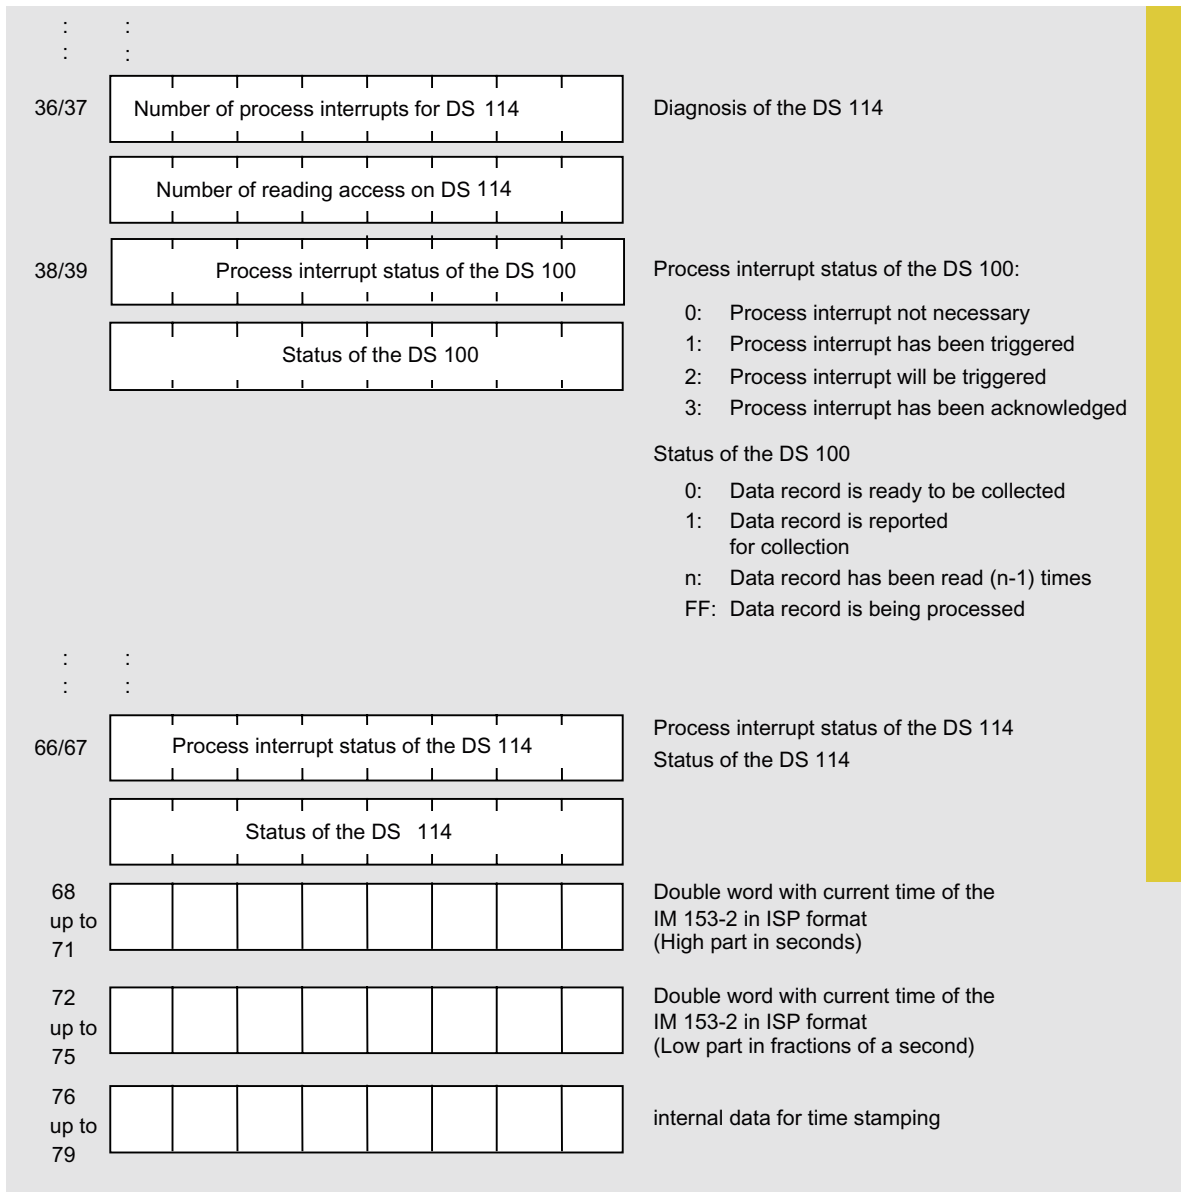 : :
: :
36/37 Number of process interrupts for DS 114 Diagnosis of the DS 114
Number of reading access on DS 114
38/39 Process interrupt status of the DS 100 Process interrupt status of the DS 100:
0: Process interrupt not necessary
1: Process interrupt has been triggered
Status of the DS 100
2: Process interrupt will be triggered
3: Process interrupt has been acknowledged
Status of the DS 100
0: Data record is ready to be collected
1: Data record is reported
for collection
n: Data record has been read (n-1) times
FF: Data record is being processed
: :
: :
66/67 Process interrupt status of the DS 114 Process interrupt status of the DS 114
Status of the DS 114
Status of the DS 114
68
up to
71
Double word with current time of the
IM 153-2 in ISP format
(High part in seconds)
72
up to
75
Double word with current time of the
IM 153-2 in ISP format
(Low part in fractions of a second)
76
up to
79
internal data for time stamping